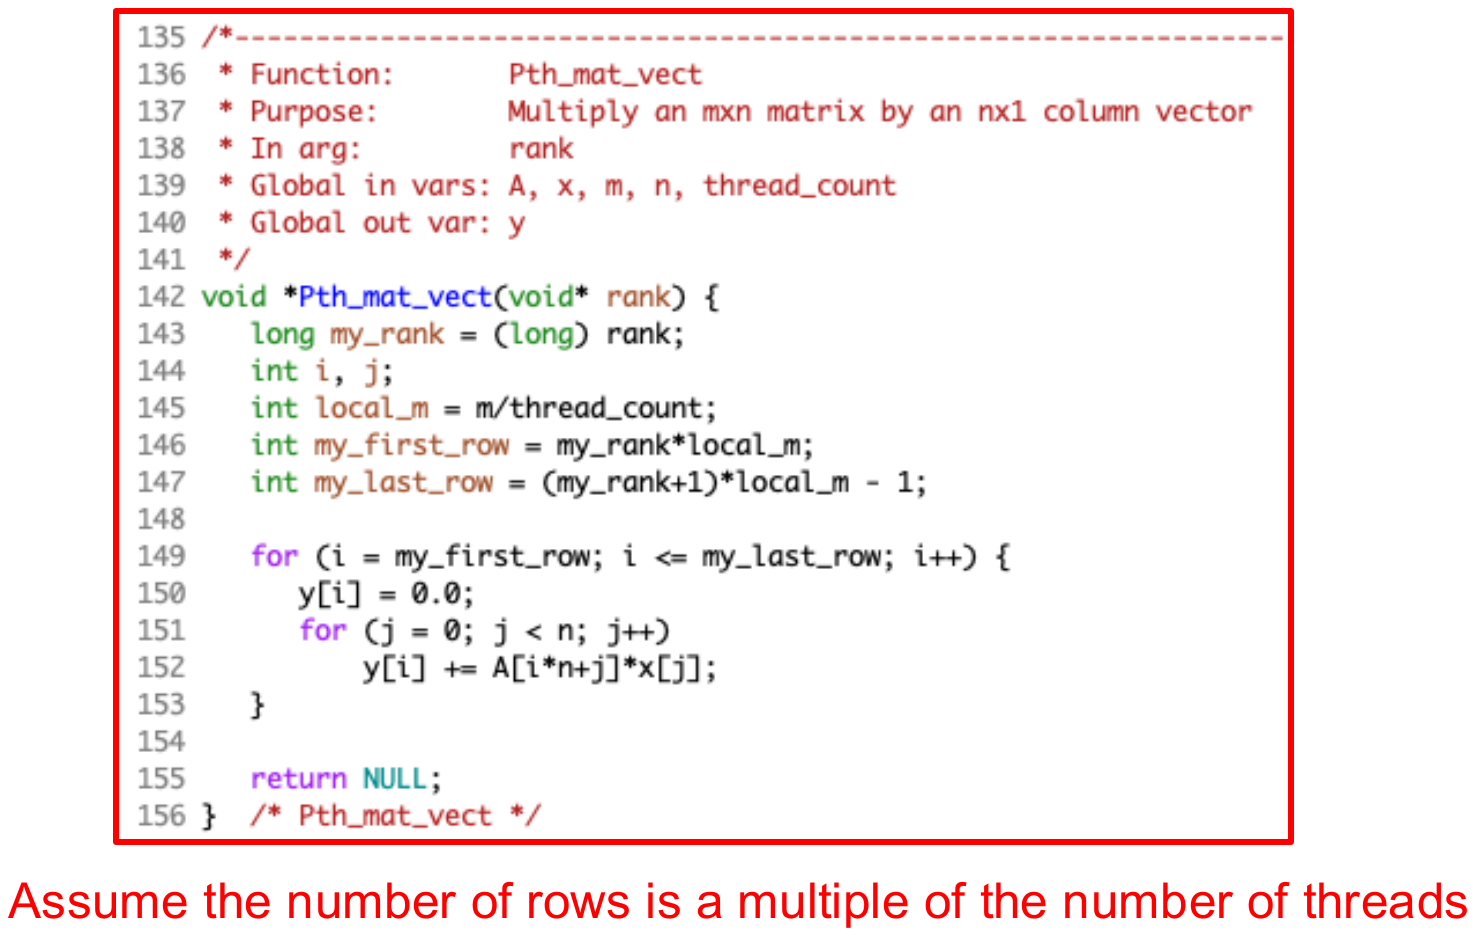 135 /*-----------------------------------------------------------------
136  * Function:       Pth_mat_vect
137  * Purpose:        Multiply an mxn matrix by an nx1 column vector
138  * In arg:         rank
139  * Global in vars: A, x, m, n, thread_count
140  * Global out var: y
141  */
142 void *Pth_mat_vect(void* rank) {
143    long my_rank = (long) rank;
144    int i, j;
145    int local_m = m/thread_count;
146    int my_first_row = my_rank*local_m;
147    int my_last_row = (my_rank+1)*local_m - 1;
148
149    for (i = my_first_row; i <= my_last_row; i++) {
150       y[i] = 0.0;
151       for (j = 0; j < n; j++)
152           y[i] += A[i*n+j]*x[j];
153    }
154
155    return NULL;
156 }  /* Pth_mat_vect */
Assume the number of rows is a multiple of the number of threads